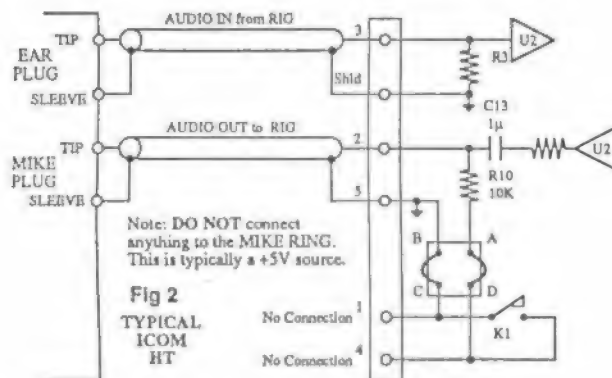 AUDIO IN from RIG
TIP
EAR
PLUG
SLEEVE
3
Shld
R3
U2
C13
1µ
AUDIO OUT to RIG
TIP
MIKE
PLUG
SLEEVE
2
5
R10
10K
U2
Note: DO NOT connect
anything to the MIKE RING.
This is typically a +5V source.
B A
C D
Fig 2
TYPICAL
ICOM
HT
No Connection 1
K1
No Connection 4